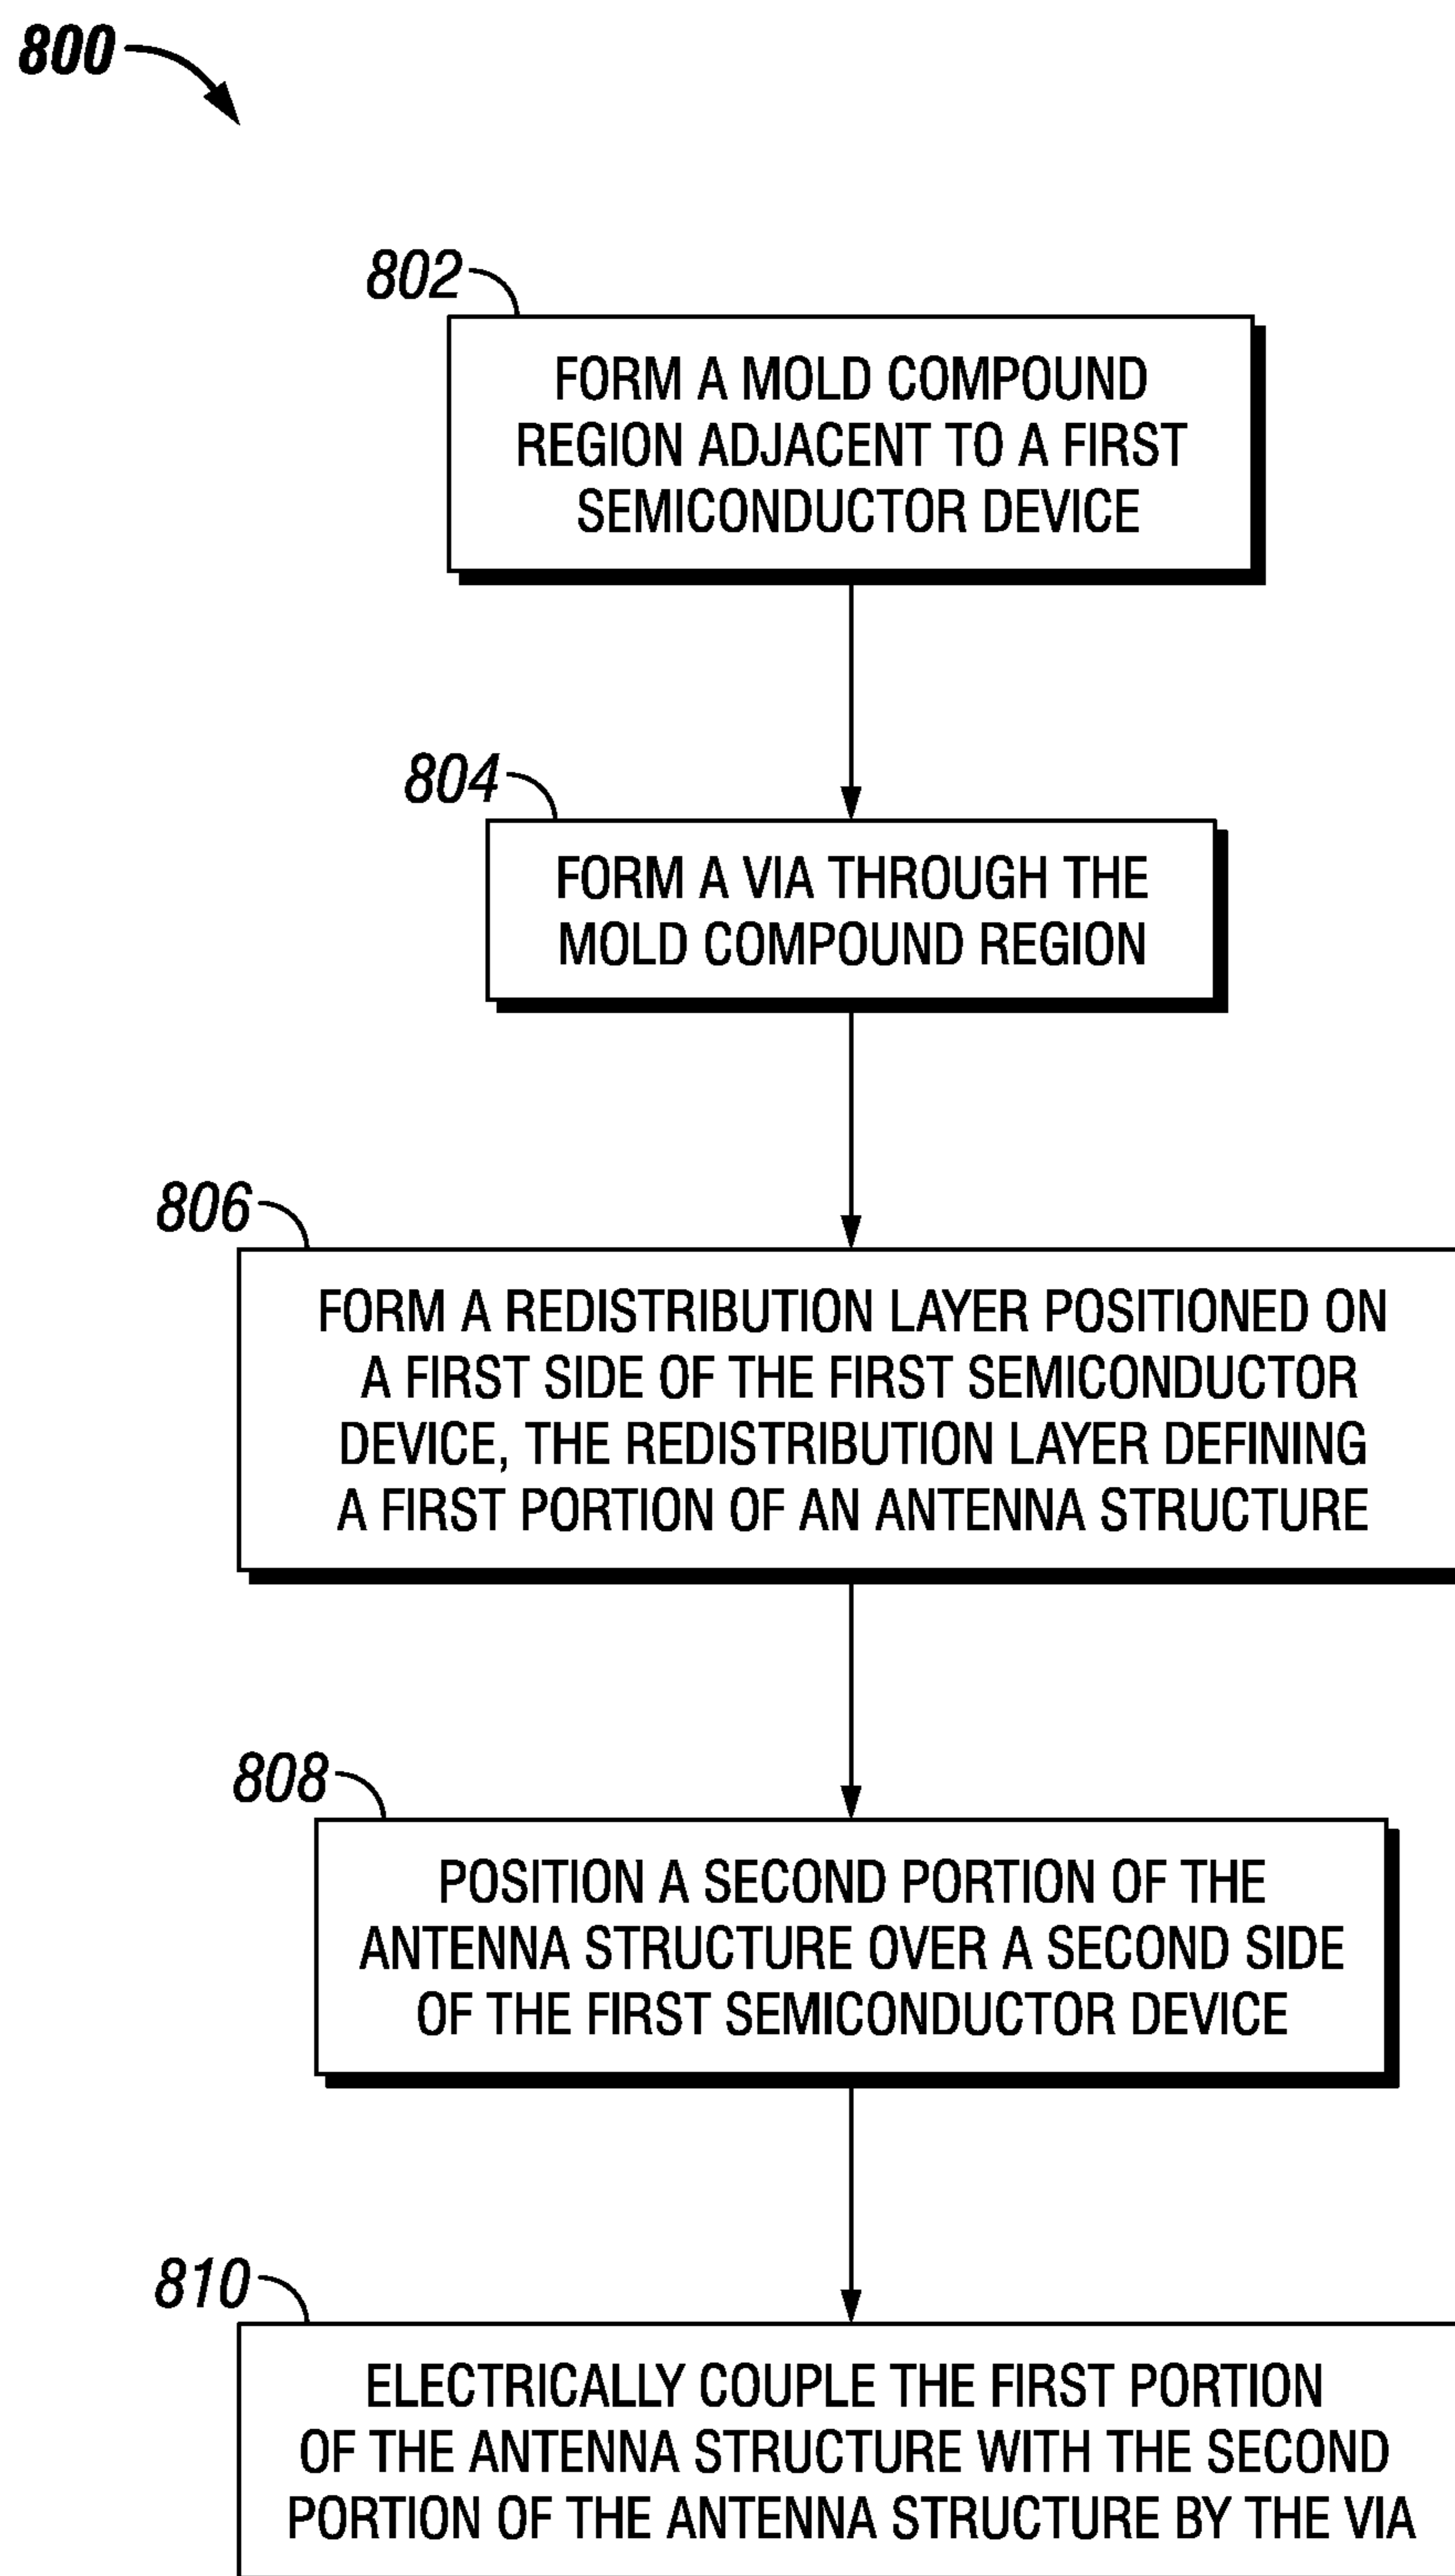 800
802
FORM A MOLD COMPOUND
REGION ADJACENT TO A FIRST
SEMICONDUCTOR DEVICE
804
FORM A VIA THROUGH THE
MOLD COMPOUND REGION
806
FORM A REDISTRIBUTION LAYER POSITIONED ON
A FIRST SIDE OF THE FIRST SEMICONDUCTOR
DEVICE, THE REDISTRIBUTION LAYER DEFINING
A FIRST PORTION OF AN ANTENNA STRUCTURE
808
POSITION A SECOND PORTION OF THE
ANTENNA STRUCTURE OVER A SECOND SIDE
OF THE FIRST SEMICONDUCTOR DEVICE
810
ELECTRICALLY COUPLE THE FIRST PORTION
OF THE ANTENNA STRUCTURE WITH THE SECOND
PORTION OF THE ANTENNA STRUCTURE BY THE VIA